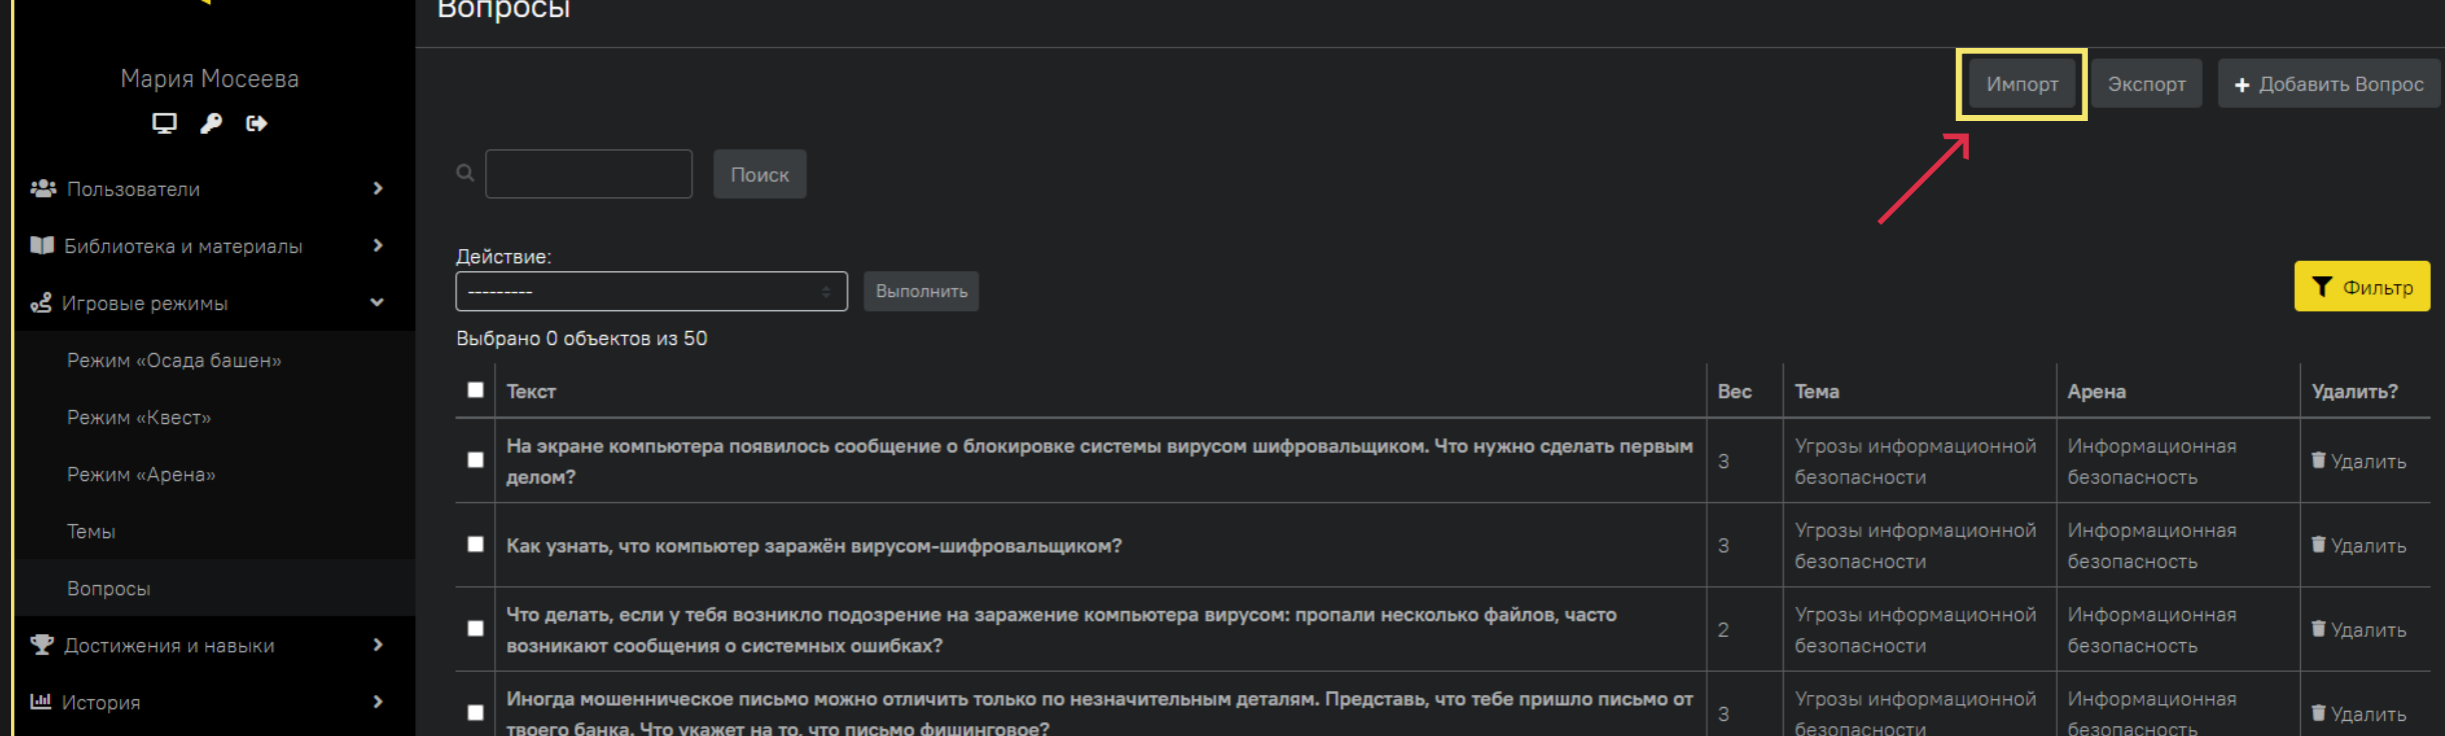 Вопросы
Мария Мосеева
Импорт
Экспорт
Добавить Вопрос
Поиск
Пользователи
Библиотека и материалы
Игровые режимы
Режим «Осада башен»
Режим «Квест»
Режим «Арена»
Темы
Вопросы
Достижения и навыки
История
Действие:
---------
Выполнить
Фильтр
Выбрано 0 объектов из 50
Текст
Вес
Тема
Арена
Удалить?
На экране компьютера появилось сообщение о блокировке системы вирусом шифровальщиком. Что нужно сделать первым
делом?
3
Угрозы информационной
безопасности
Информационная
безопасность
Удалить
Как узнать, что компьютер заражён вирусом-шифровальщиком?
3
Угрозы информационной
безопасности
Информационная
безопасность
Удалить
Что делать, если у тебя возникло подозрение на заражение компьютера вирусом: пропали несколько файлов, часто
возникают сообщения о системных ошибках?
2
Угрозы информационной
безопасности
Информационная
безопасность
Удалить
Иногда мошенническое письмо можно отличить только по незначительным деталям. Представь, что тебе пришло письмо от
твоего банка. Что укажет на то, что письмо фишинговое?
3
Угрозы информационной
безопасности
Информационная
безопасность
Удалить